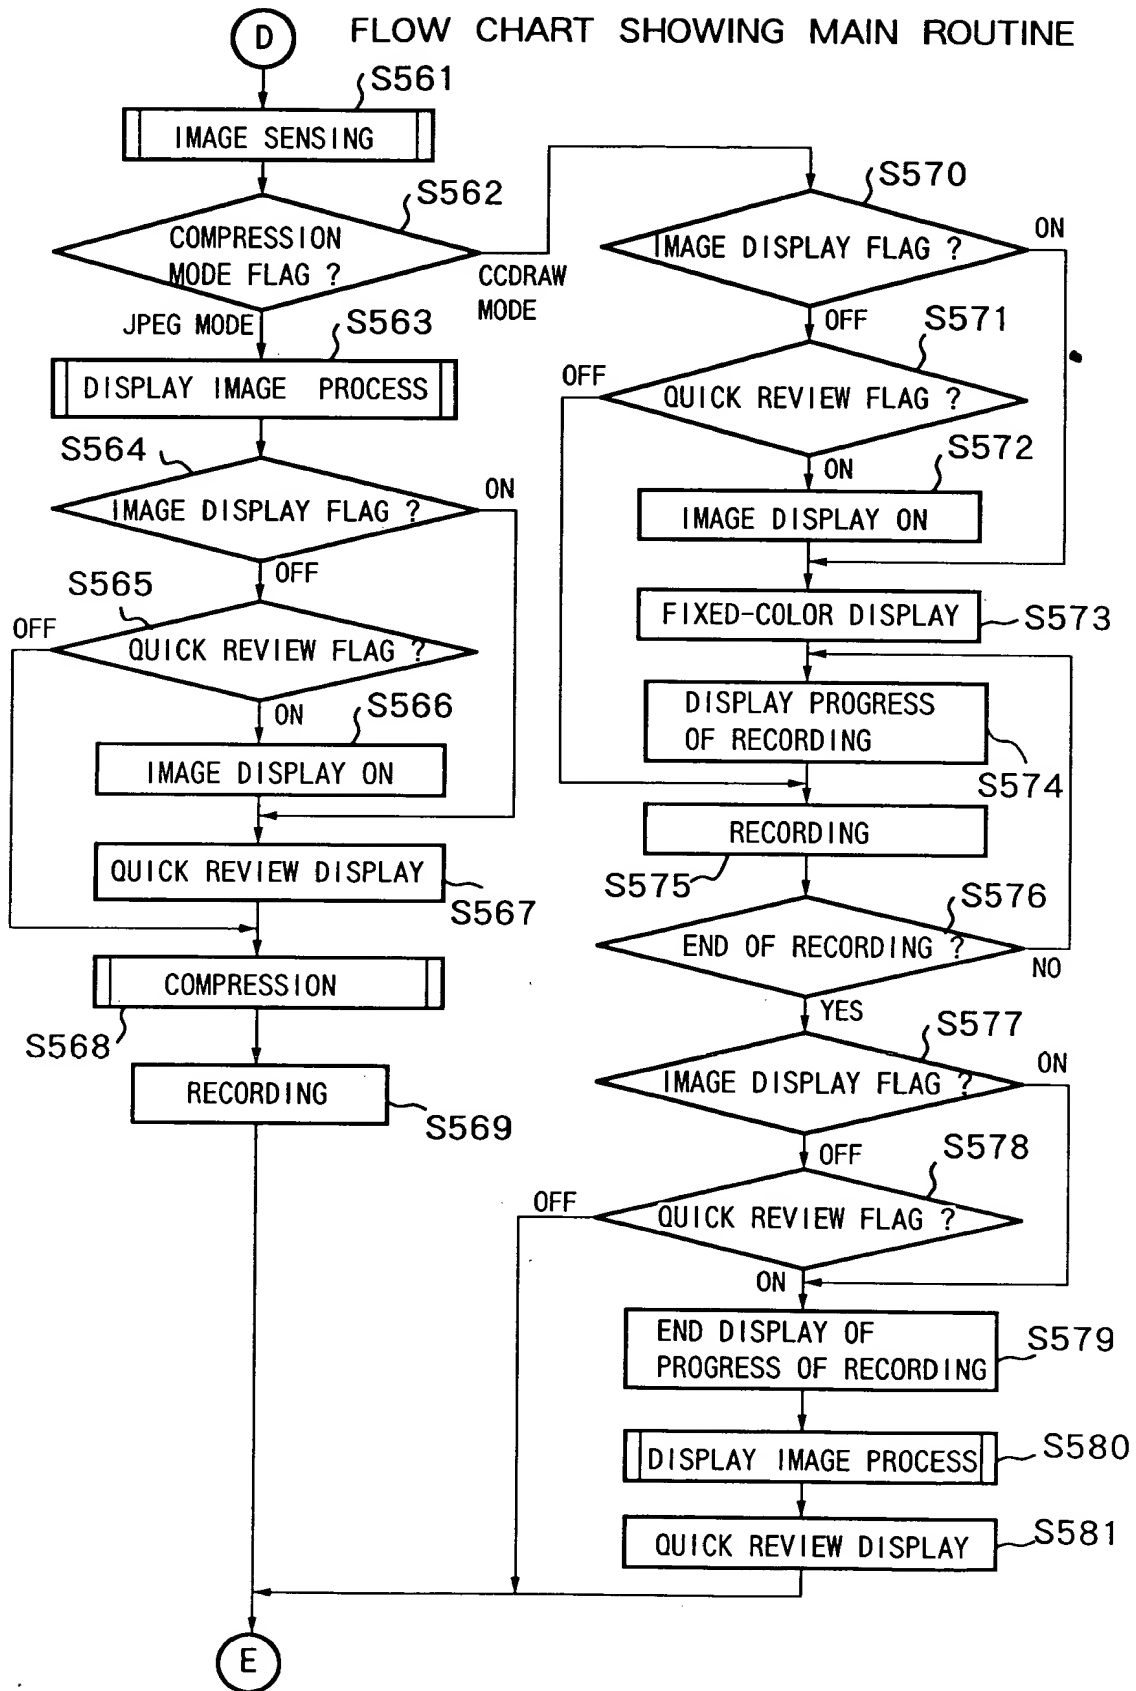 D
FLOW CHART SHOWING MAIN ROUTINE
S561
IMAGE SENSING
S562
COMPRESSION
MODE FLAG ?
CCDRAW
MODE
JPEG MODE
S563
DISPLAY IMAGE PROCESS
S564
IMAGE DISPLAY FLAG ?
ON
OFF
S565
OFF
QUICK REVIEW FLAG ?
ON
S566
IMAGE DISPLAY ON
QUICK REVIEW DISPLAY
S567
COMPRESSION
S568
RECORDING
S569
S570
IMAGE DISPLAY FLAG ?
ON
OFF
S571
OFF
QUICK REVIEW FLAG ?
ON
S572
IMAGE DISPLAY ON
FIXED-COLOR DISPLAY
S573
DISPLAY PROGRESS
OF RECORDING
S574
RECORDING
S575
S576
END OF RECORDING ?
NO
YES
S577
IMAGE DISPLAY FLAG ?
ON
OFF
S578
OFF
QUICK REVIEW FLAG ?
ON
END DISPLAY OF
PROGRESS OF RECORDING
S579
DISPLAY IMAGE PROCESS
S580
QUICK REVIEW DISPLAY
S581
E